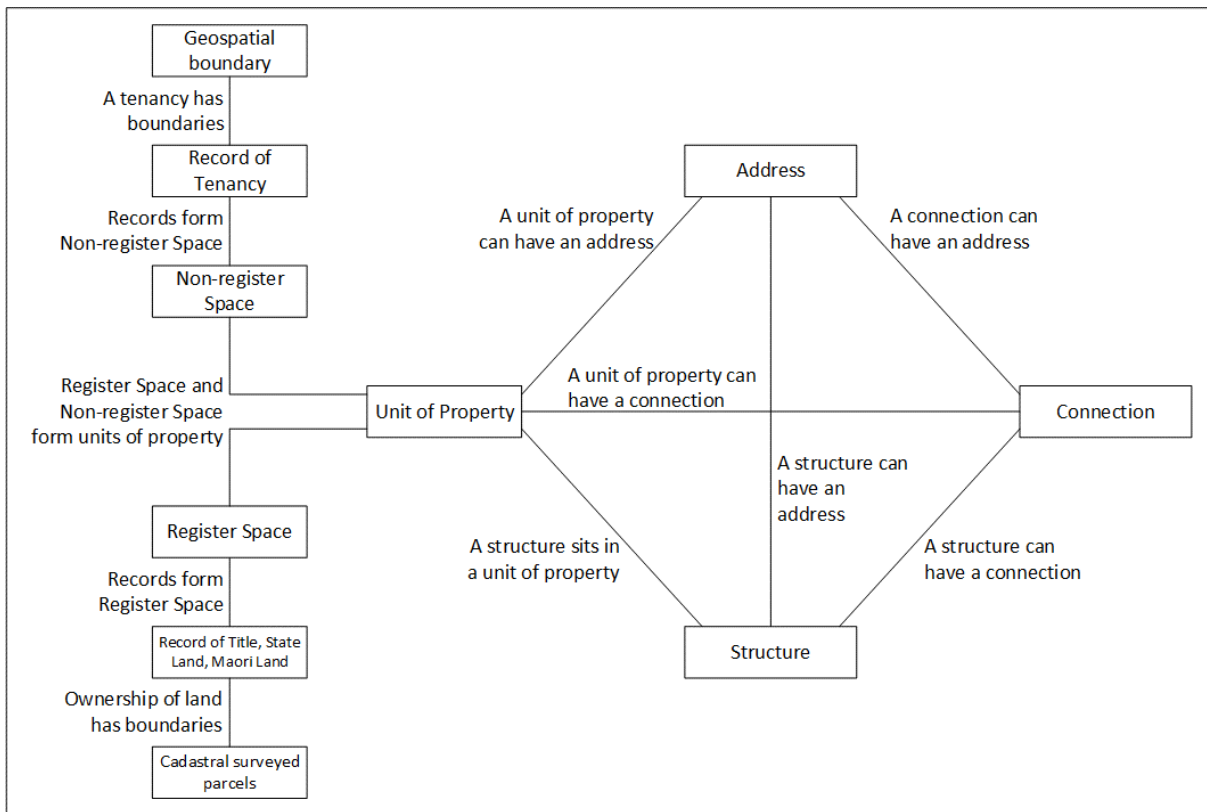 Geospatial
boundary
A tenancy has
boundaries
Record of
Tenancy
Records form
Non-register Space
Non-register
Space
Register Space and
Non-register Space
form units of property
Register Space
Records form
Register Space
Record of Title, State
Land, Maori Land
Ownership of land
has boundaries
Cadastral surveyed
parcels
Unit of Property
Address
A unit of property
can have an address
A connection can
have an address
A unit of property can
have a connection
Connection
A structure can
have an
address
A structure sits in
a unit of property
A structure can
have a connection
Structure